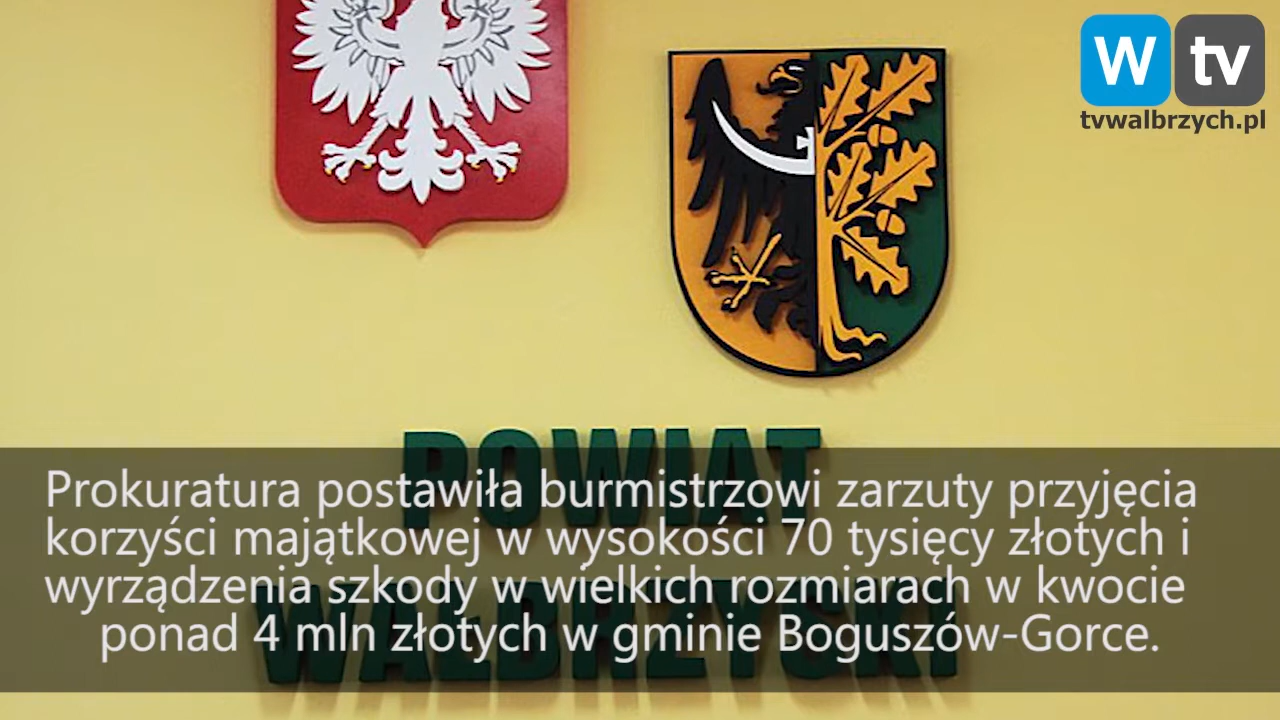 W tv
tvwalbrzych.pl
POWIAT
WAŁBRZYSKI
Prokuratura postawiła burmistrzowi zarzuty przyjęcia
korzyści majątkowej w wysokości 70 tysięcy złotych i
wyrządzenia szkody w wielkich rozmiarach w kwocie
ponad 4 mln złotych w gminie Boguszów-Gorce.